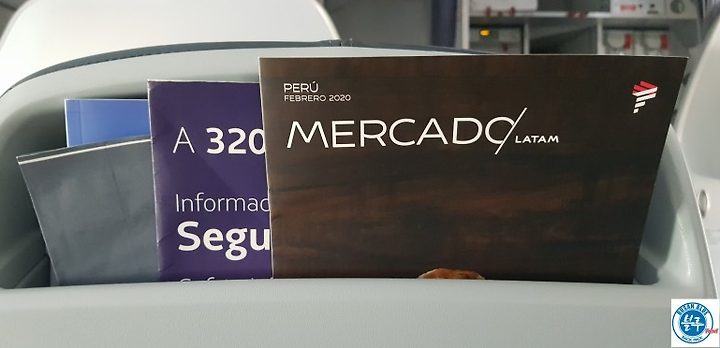 PERÚ
FEBRERO 2020
MERCADO/LATAM
A 320
Informac
Segu